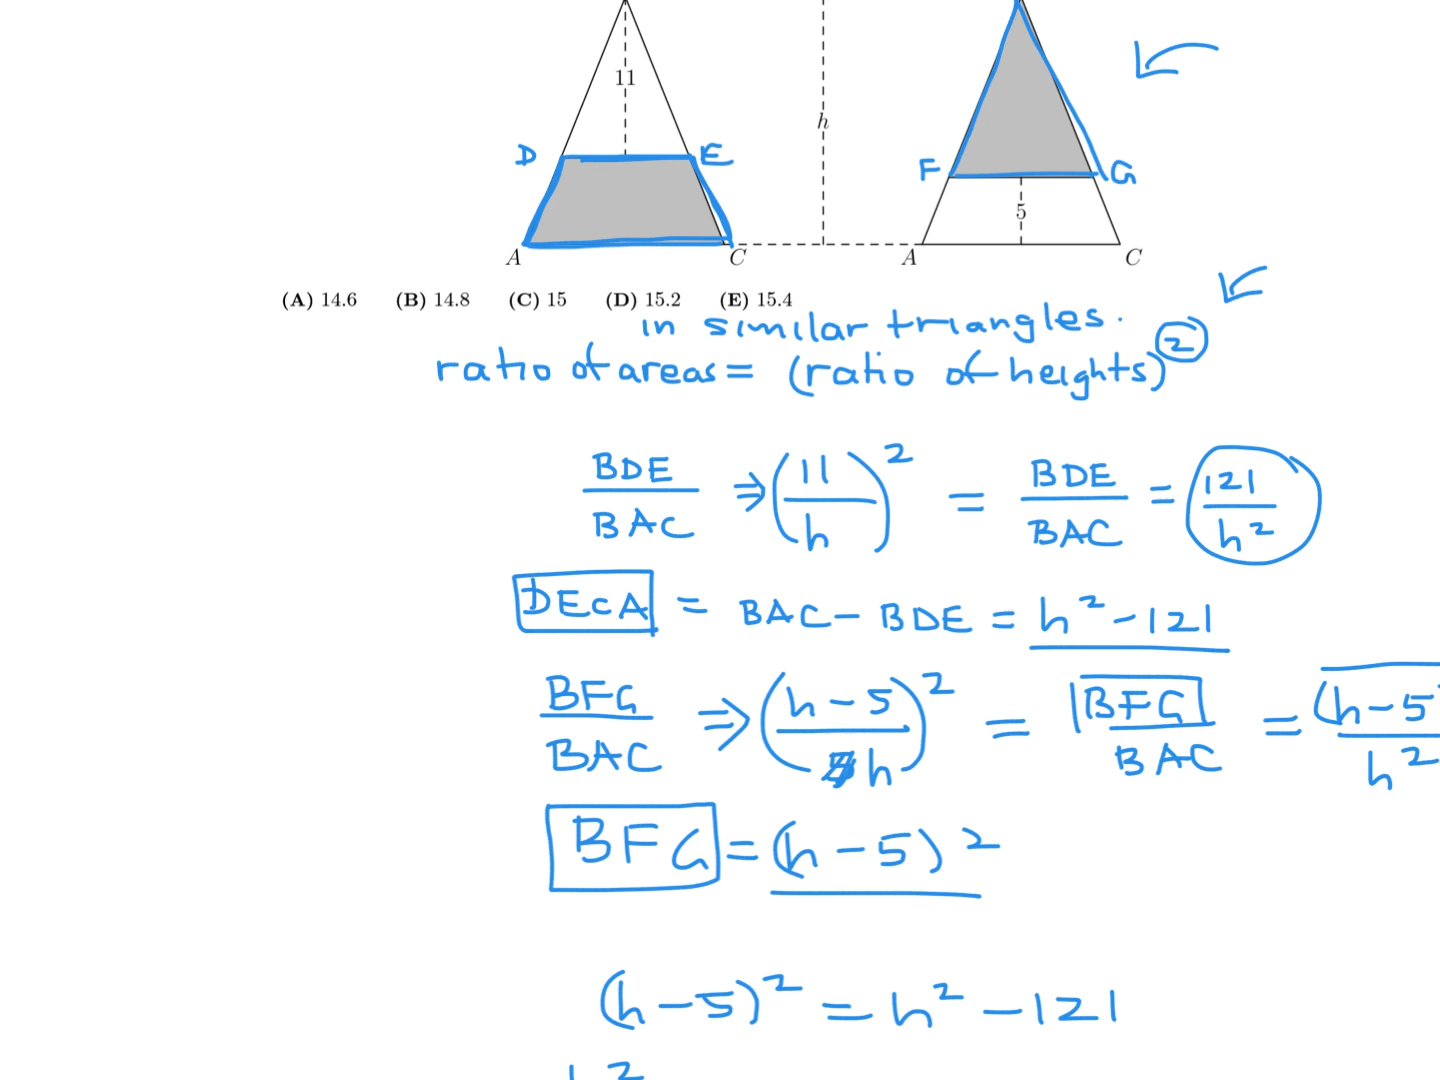 11
h
D E
F G
5
A C A C
(A) 14.6 (B) 14.8 (C) 15 (D) 15.2 (E) 15.4
in similar triangles.
ratio of areas = (ratio of heights)²
BDE/BAC ⇒ (11/h)² = BDE/BAC = 121/h²
DECA = BAC - BDE = h² - 121
BFG/BAC ⇒ (h-5/h)² = BFG/BAC = (h-5/h²
BFG = (h-5)²
(h-5)² = h² - 121